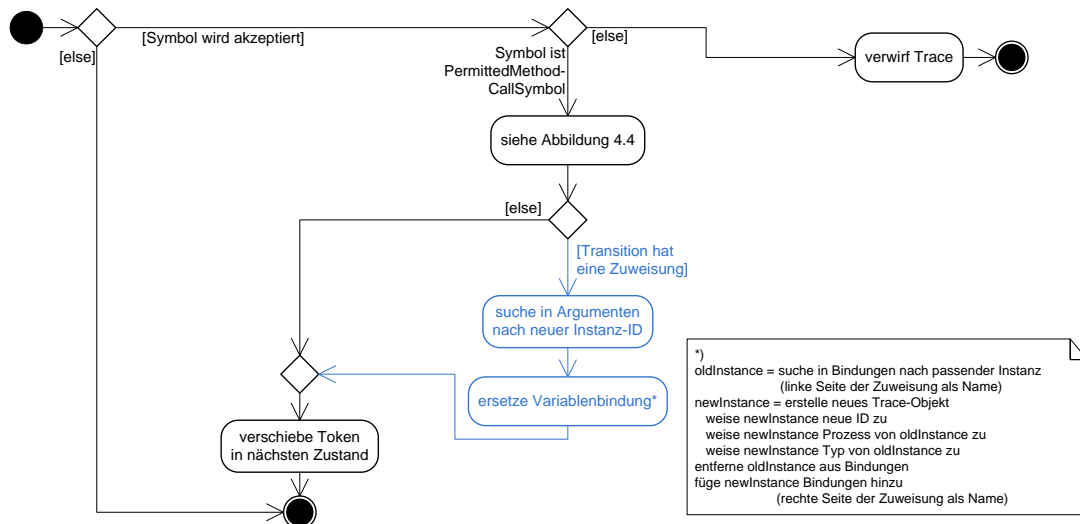 [else]
[Symbol wird akzeptiert]
[else]
Symbol ist
PermittedMethod-
CallSymbol
verwirf Trace
siehe Abbildung 4.4
[else]
[Transition hat
eine Zuweisung]
suche in Argumenten
nach neuer Instanz-ID
ersetze Variablenbindung*
verschiebe Token
in nächsten Zustand
*)
oldInstance = suche in Bindungen nach passender Instanz
(linke Seite der Zuweisung als Name)
newInstance = erstelle neues Trace-Objekt
weise newInstance neue ID zu
weise newInstance Prozess von oldInstance zu
weise newInstance Typ von oldInstance zu
entferne oldInstance aus Bindungen
füge newInstance Bindungen hinzu
(rechte Seite der Zuweisung als Name)